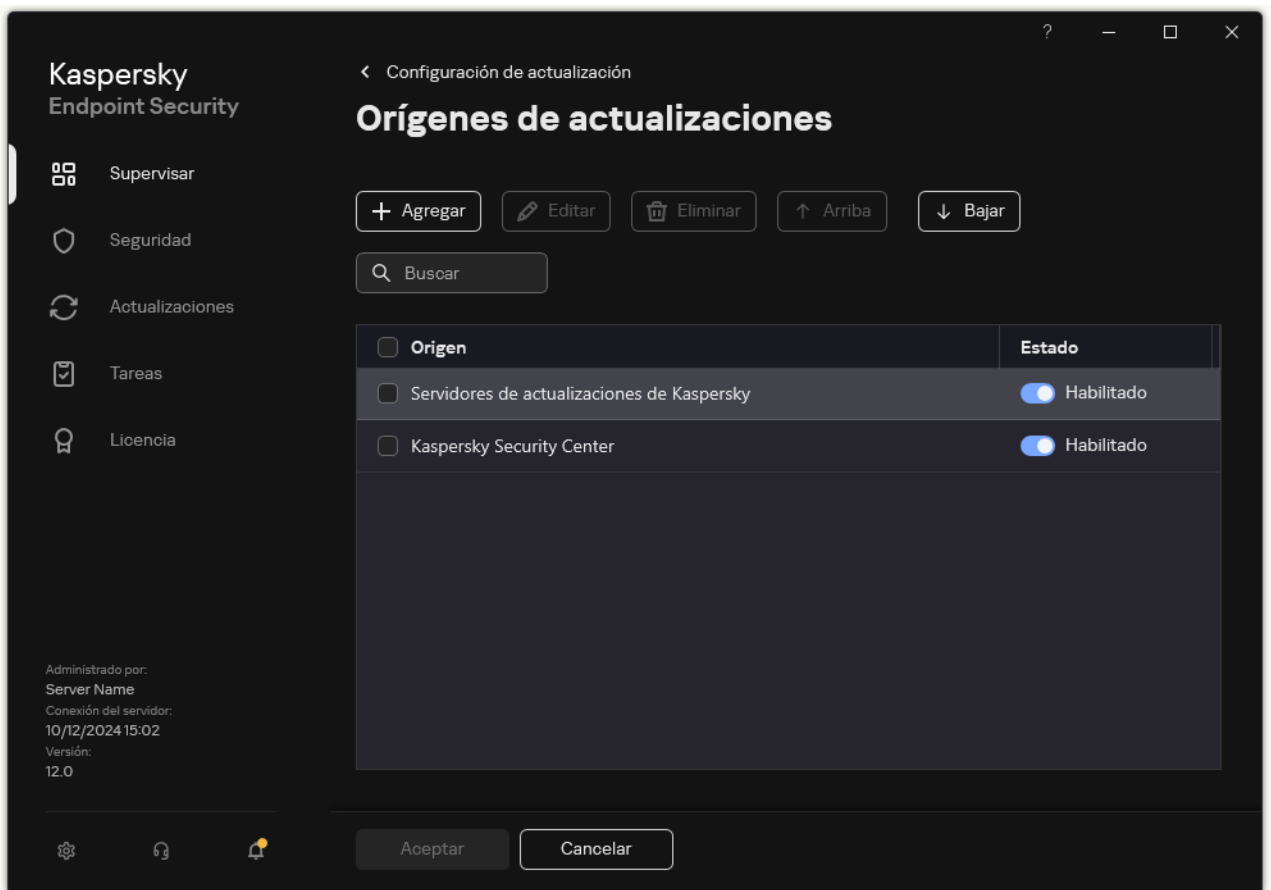 ?
Kaspersky
Endpoint Security
Supervisar
Seguridad
Actualizaciones
Tareas
Licencia
Administrado por:
Server Name
Conexión del servidor:
10/12/2024 15:02
Versión:
12.0
Configuración de actualización
Orígenes de actualizaciones
Agregar
Editar
Eliminar
Arriba
Bajar
Buscar
Origen Estado
Servidores de actualizaciones de Kaspersky Habilitado
Kaspersky Security Center Habilitado
Aceptar
Cancelar